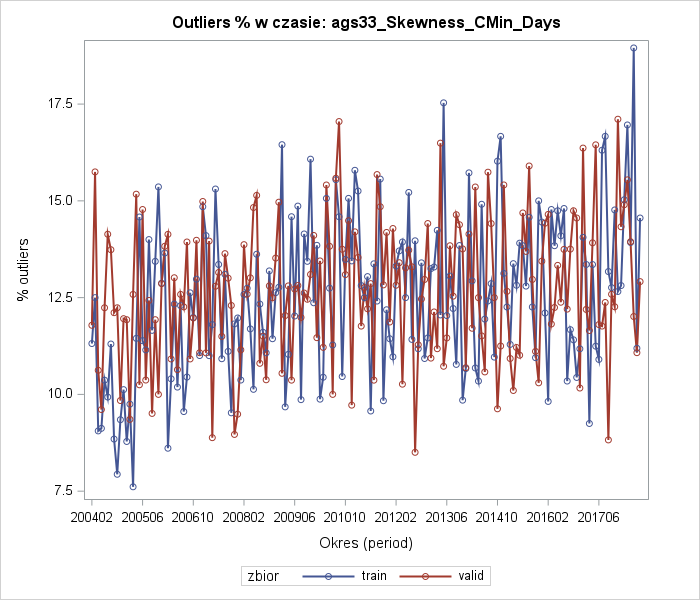 Outliers % w czasie: ags33_Skewness_CMin_Days
% outliers
17.5
15.0
12.5
10.0
7.5
200402 200506 200610 200802 200906 201010 201202 201306 201410 201602 201706
Okres (period)
zbior train valid